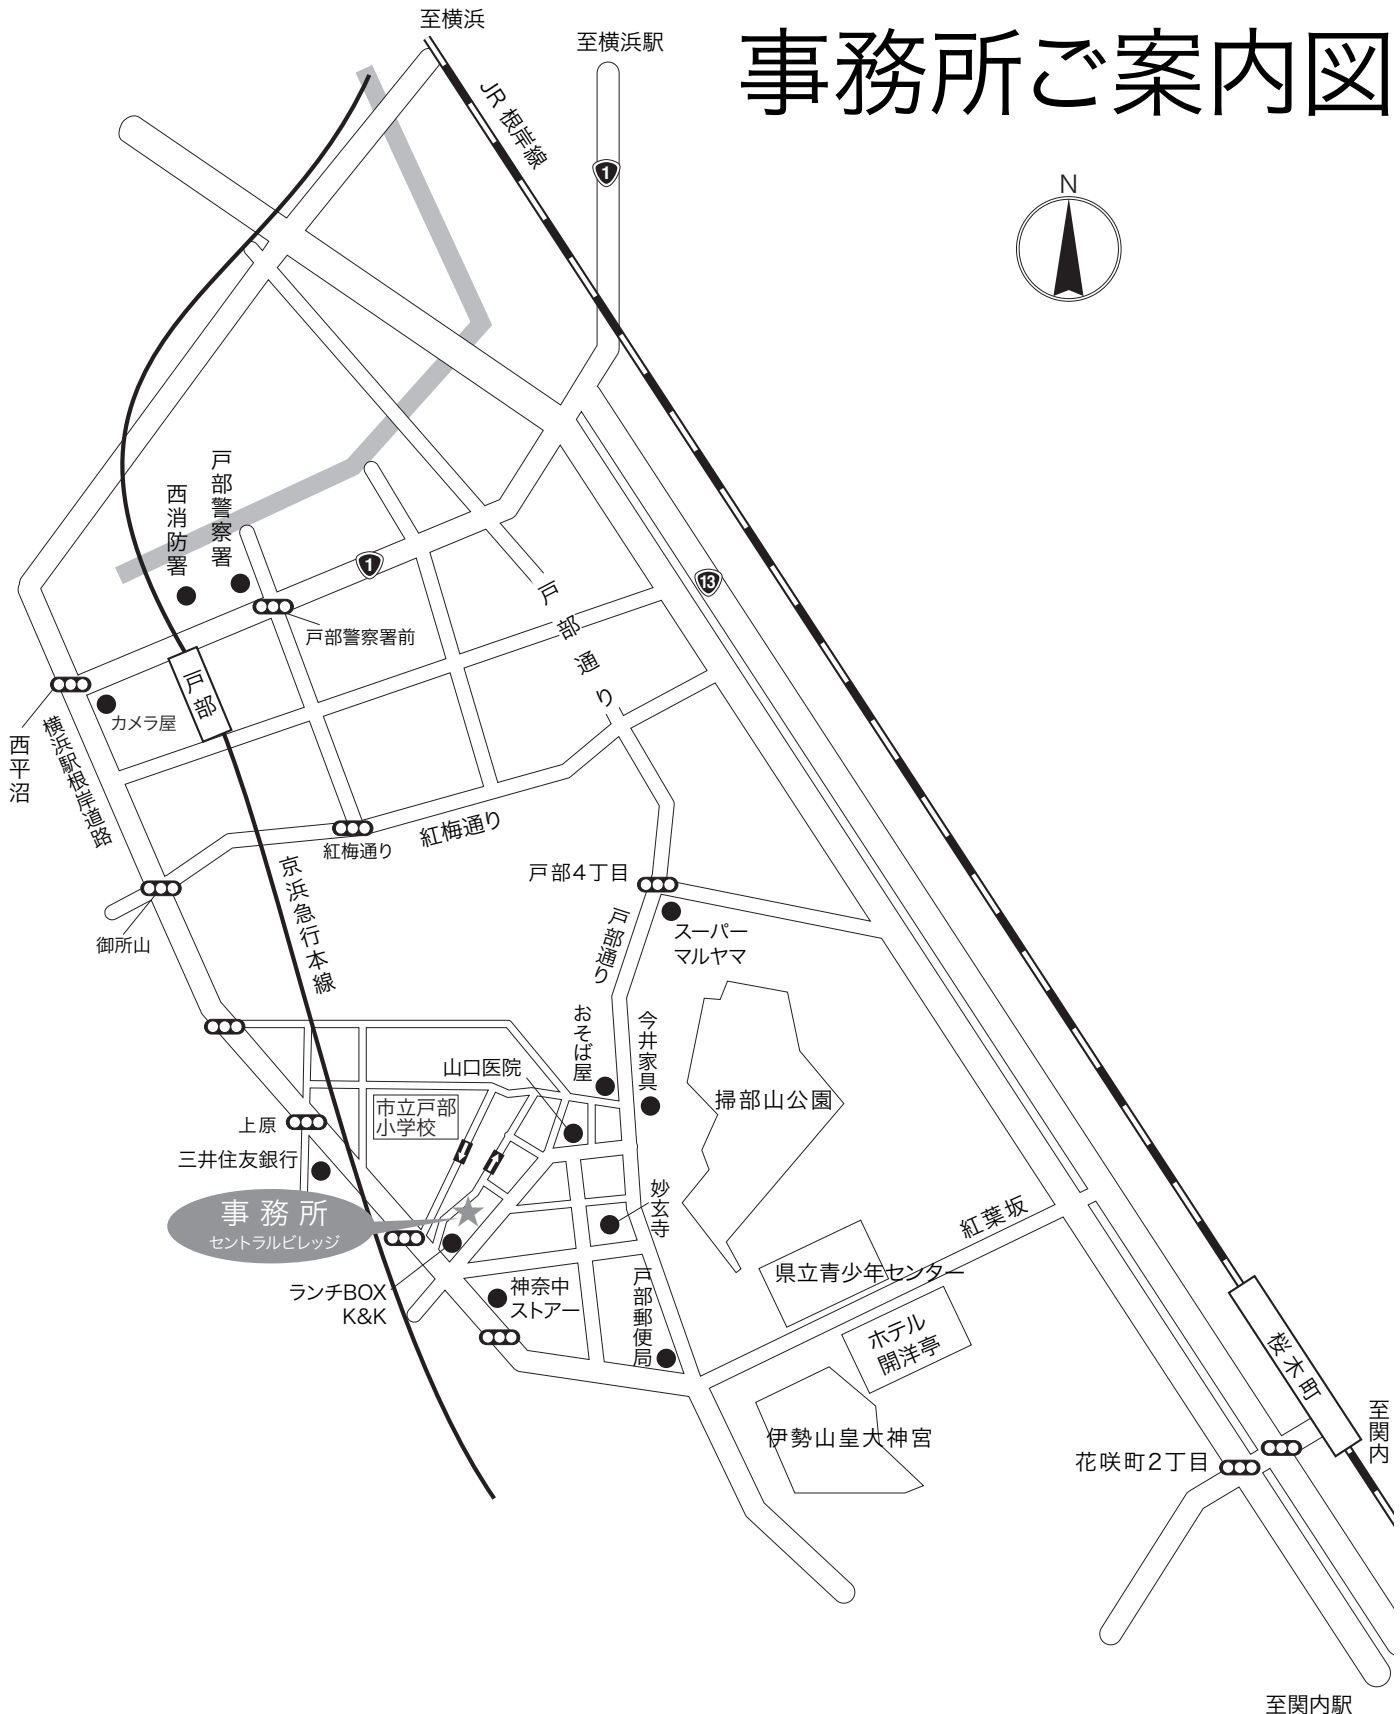 事務所ご案内図
至横浜
至横浜駅
JR 根岸線
1
N
戸部警察署
西消防署
1
13
戸部警察署前
戸部通り
戸部
カメラ屋
西平沼
横浜駅根岸道路
紅梅通り
紅梅通り
京浜急行本線
戸部4丁目
スーパー
マルヤマ
戸部通り
御所山
おそば屋
今井家具
山口医院
掃部山公園
市立戸部
小学校
上原
三井住友銀行
事務所
セントラルビレッジ
妙玄寺
紅葉坂
県立青少年センター
ランチBOX
K&K
神奈中
ストアー
戸部郵便局
ホテル
開洋亭
桜木町
伊勢山皇大神宮
花咲町2丁目
至関内
至関内駅